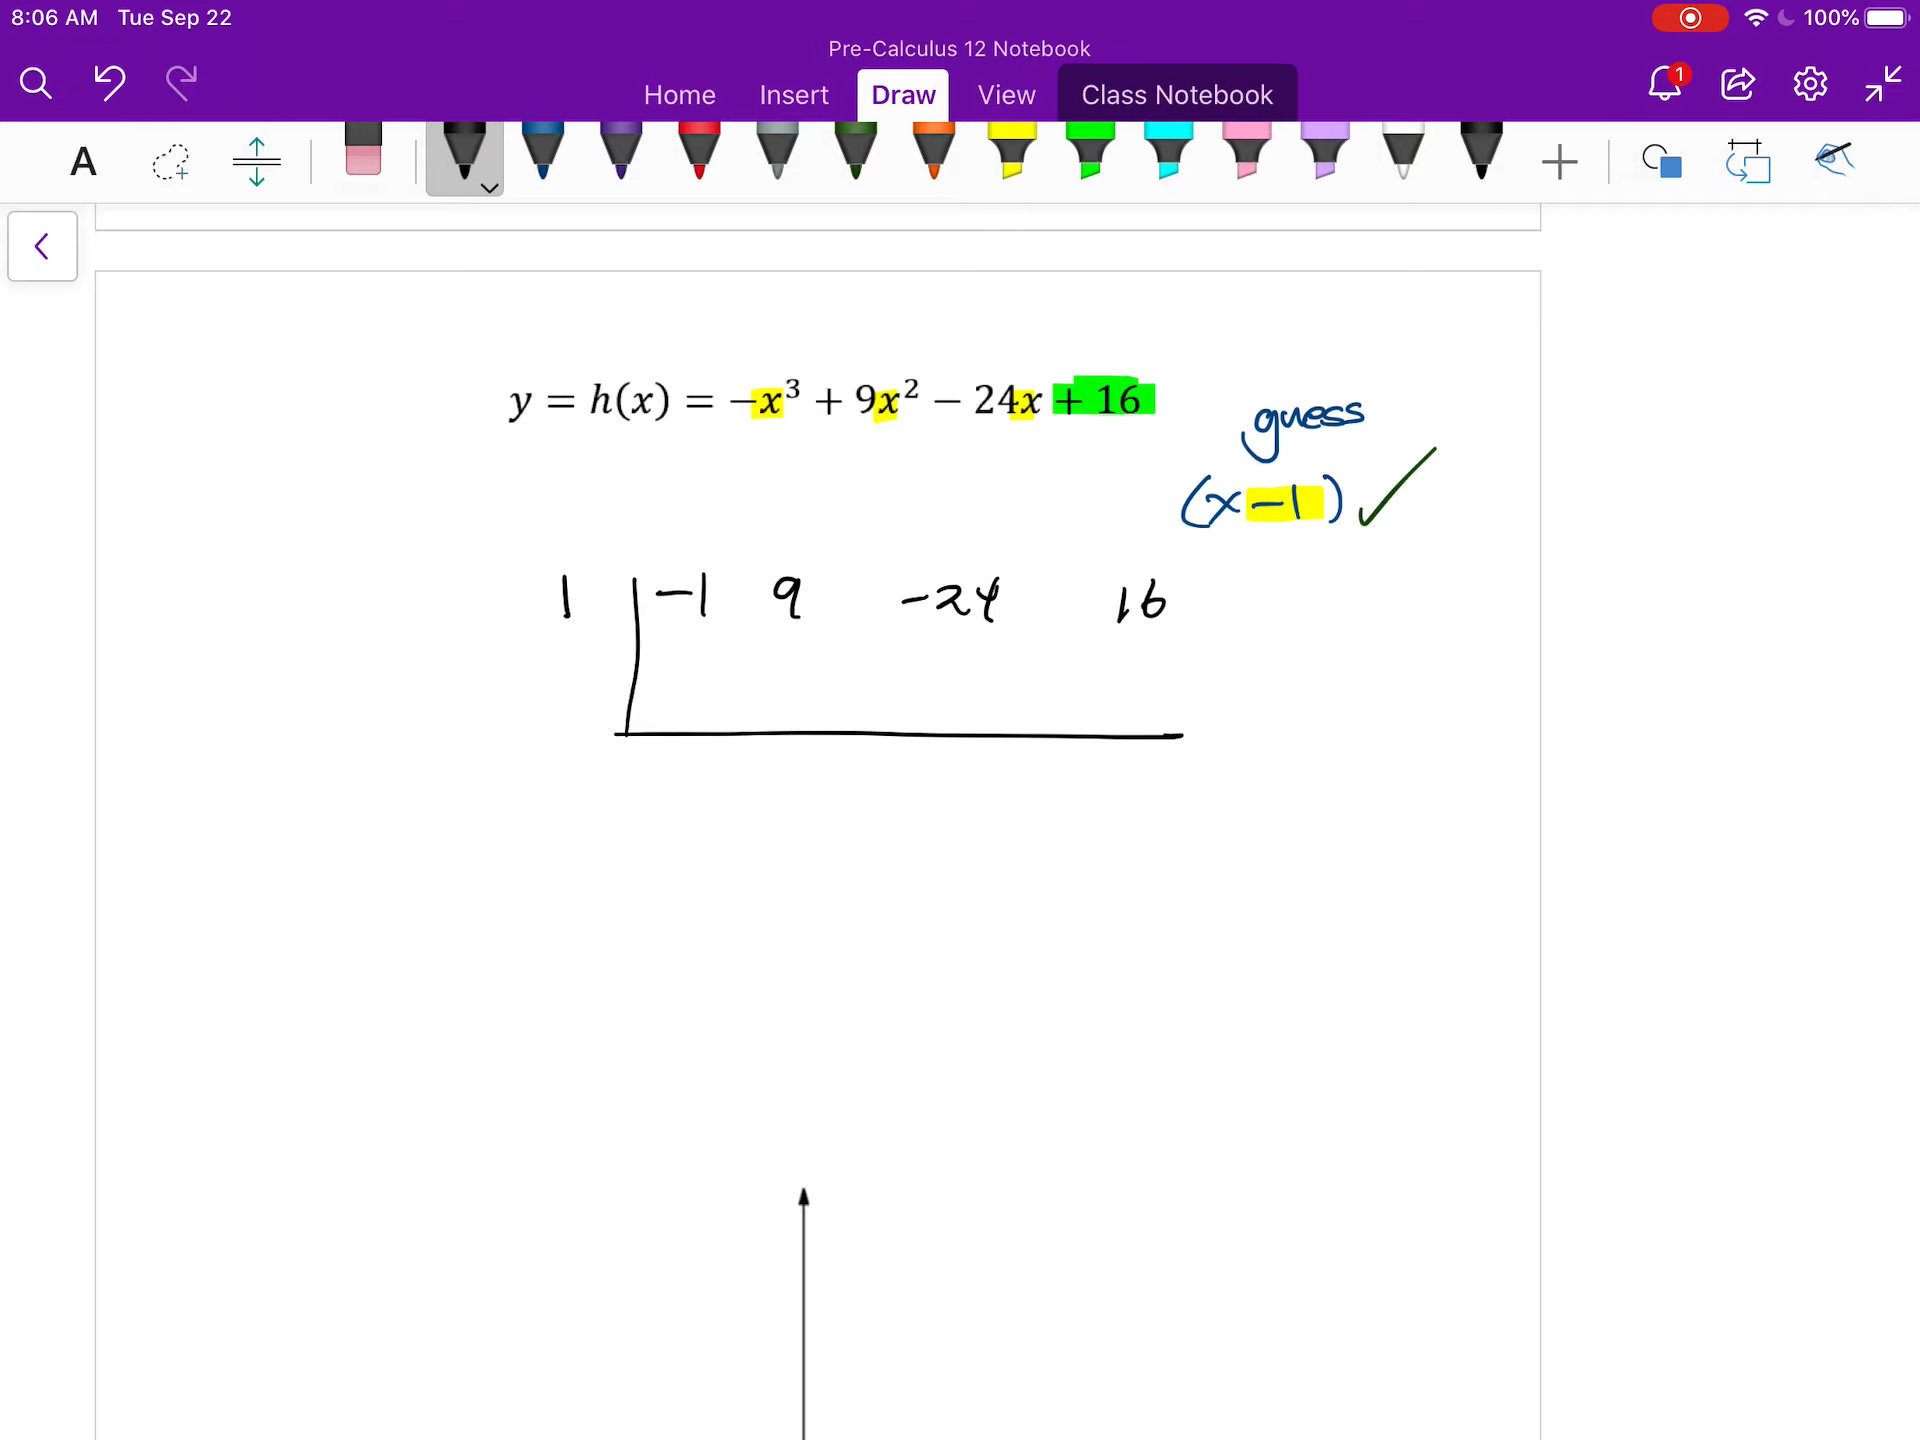 8:06 AM Tue Sep 22
100%
Pre-Calculus 12 Notebook
Home Insert Draw View Class Notebook
1
A
y = h(x) = −x³ + 9x² − 24x + 16
guess
(x −1) ✓
1 | −1 9 -24 16